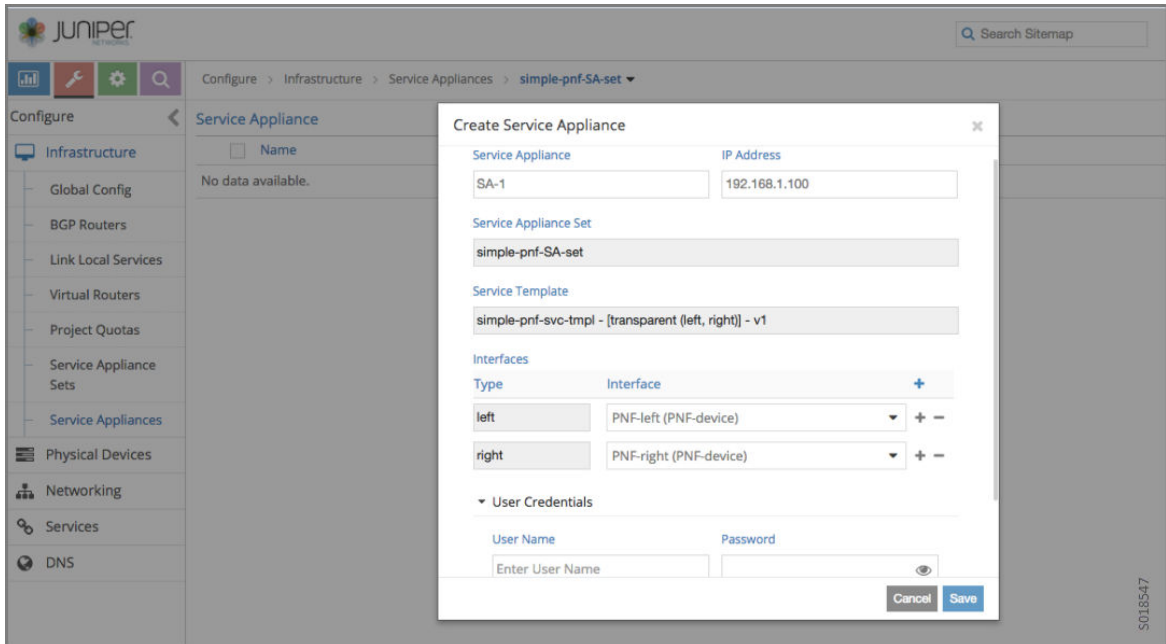 JUNIPER
NETWORKS
Search Sitemap
Configure > Infrastructure > Service Appliances > simple-pnf-SA-set
Configure
Infrastructure
Global Config
BGP Routers
Link Local Services
Virtual Routers
Project Quotas
Service Appliance
Sets
Service Appliances
Physical Devices
Networking
Services
DNS
Service Appliance
Name
No data available.
Create Service Appliance
Service Appliance IP Address
SA-1 192.168.1.100
Service Appliance Set
simple-pnf-SA-set
Service Template
simple-pnf-svc-tmpl - [transparent (left, right)] - v1
Interfaces
Type Interface
left PNF-left (PNF-device)
right PNF-right (PNF-device)
User Credentials
User Name Password
Enter User Name
Cancel Save
S018547